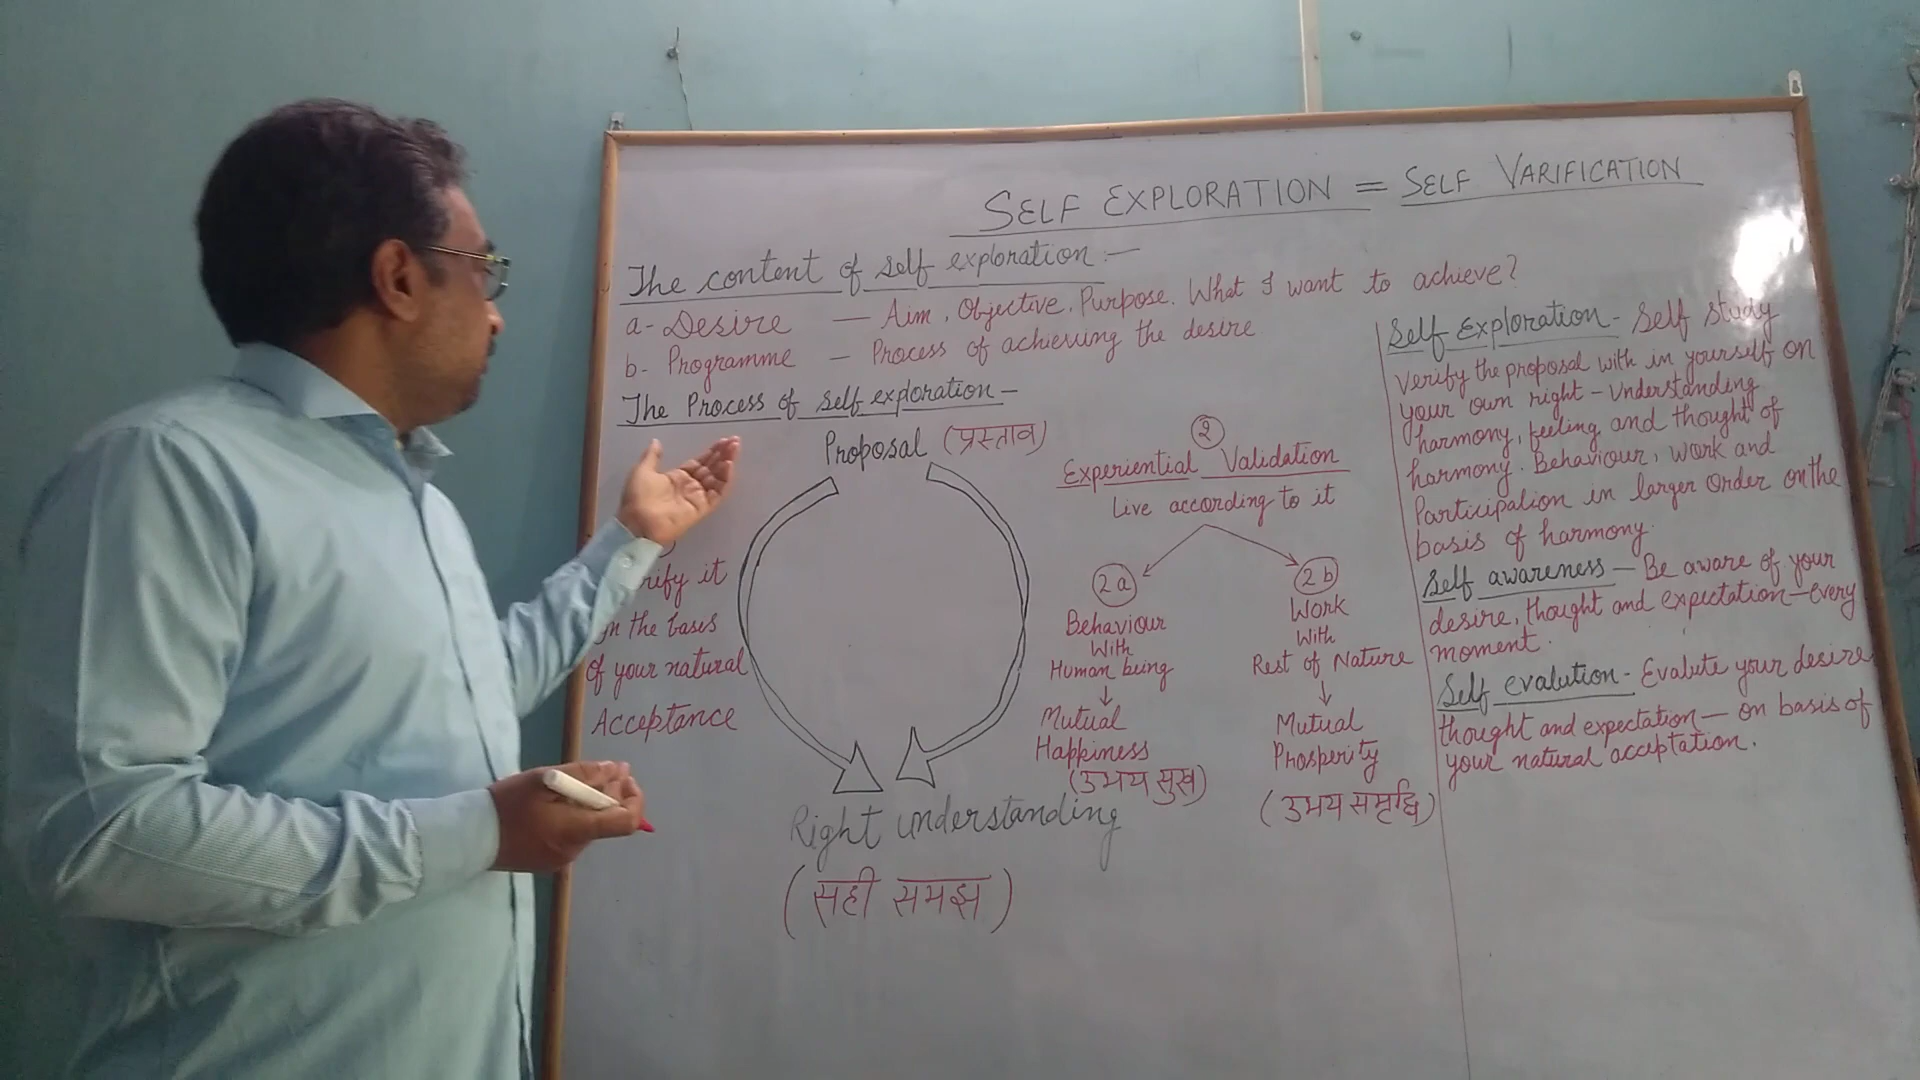 SELF EXPLORATION = SELF VARIFICATION
The content of self exploration :-
a- Desire — Aim, Objective, Purpose. What I want to achieve?
b- Programme — Process of achieving the desire
The Process of self exploration -
Proposal (प्रस्ताव)
it
the bases
of your natural
Acceptance
2
Experiential Validation
Live according to it
2a
Behaviour
With
Human being
↓
Mutual
Happiness
(उभय सुख)
2b
Work
With
Rest of Nature
↓
Mutual
Prosperity
(उभय समृद्धि)
Right understanding
(सही समझ)
Self Exploration - Self study
Verify the proposal with in yourself on
your own right - understanding
harmony, feeling and thought of
harmony. Behaviour, work and
Participation in larger order on the
basis of harmony.
Self awareness — Be aware of your
desire, thought and expectation — every
moment.
Self evalution - Evalute your desire
thought and expectation — on basis of
your natural acceptation.